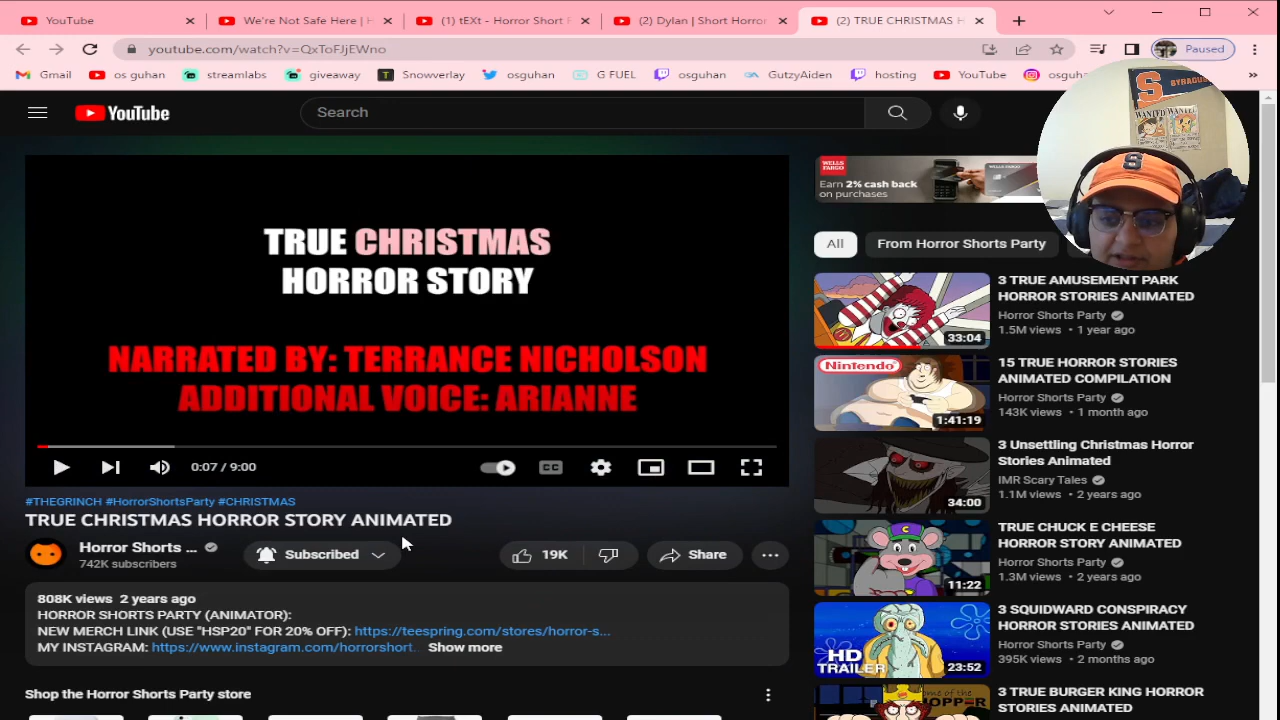 YouTube
We're Not Safe Here | H
(1) tEXt - Horror Short F
(2) Dylan | Short Horror
(2) TRUE CHRISTMAS H
youtube.com/watch?v=QxToFJjEWno
Paused
Gmail
os guhan
streamlabs
giveaway
Snowverlay
osguhan
G FUEL
osguhan
GutzyAiden
hosting
YouTube
osguha
YouTube
Search
TRUE CHRISTMAS
HORROR STORY
NARRATED BY: TERRANCE NICHOLSON
ADDITIONAL VOICE: ARIANNE
0:07 / 9:00
CC
#THEGRINCH #HorrorShortsParty #CHRISTMAS
TRUE CHRISTMAS HORROR STORY ANIMATED
Horror Shorts ...
742K subscribers
Subscribed
19K
Share
808K views 2 years ago
HORROR SHORTS PARTY (ANIMATOR):
NEW MERCH LINK (USE "HSP20" FOR 20% OFF): https://teespring.com/stores/horror-s...
MY INSTAGRAM: https://www.instagram.com/horrorshort. Show more
Shop the Horror Shorts Party store
WELLS
FARGO
Earn 2% cash back
on purchases
S
SYRACUS
WANTED
WANTED
S
All
From Horror Shorts Party
33:04
3 TRUE AMUSEMENT PARK
HORROR STORIES ANIMATED
Horror Shorts Party
1.5M views • 1 year ago
Nintendo
1:41:19
15 TRUE HORROR STORIES
ANIMATED COMPILATION
Horror Shorts Party
143K views • 1 month ago
34:00
3 Unsettling Christmas Horror
Stories Animated
IMR Scary Tales
1.1M views • 2 years ago
C
11:22
TRUE CHUCK E CHEESE
HORROR STORY ANIMATED
Horror Shorts Party
1.3M views • 2 years ago
HD
TRAILER
23:52
3 SQUIDWARD CONSPIRACY
HORROR STORIES ANIMATED
Horror Shorts Party
395K views • 2 months ago
3 TRUE BURGER KING HORROR
STORIES ANIMATED